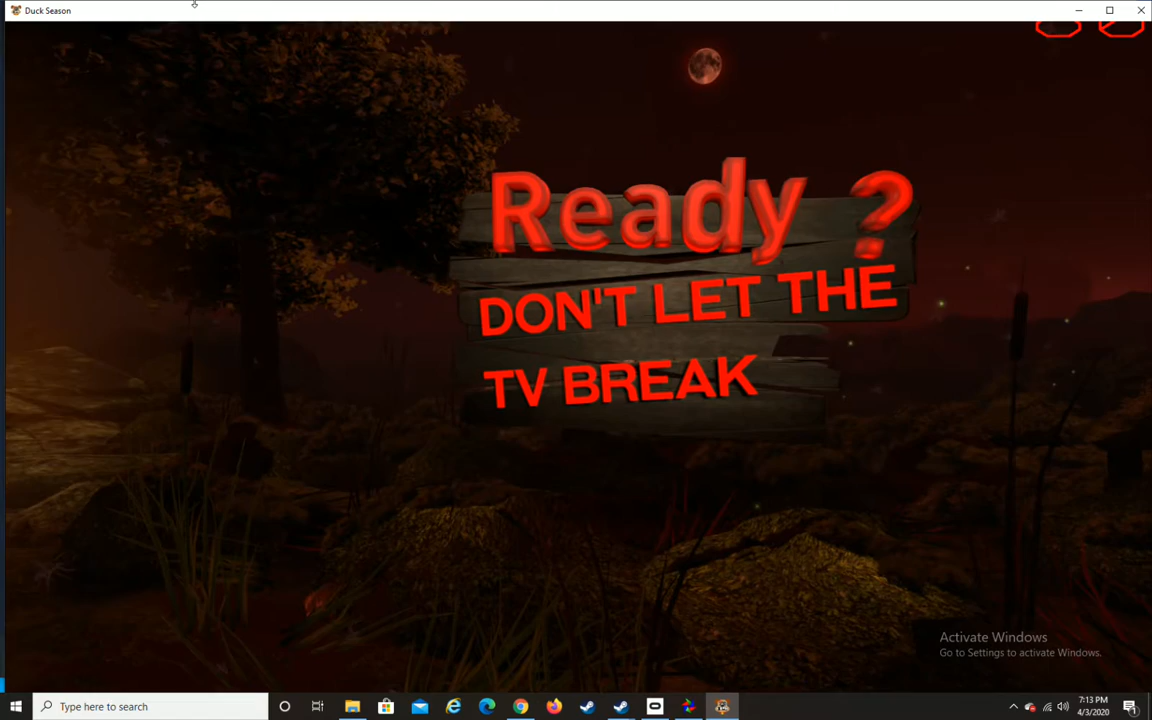 Duck Season
Ready ?
DON'T LET THE
TV BREAK
Activate Windows
Go to Settings to activate Windows.
Type here to search
7:13 PM
4/3/2020